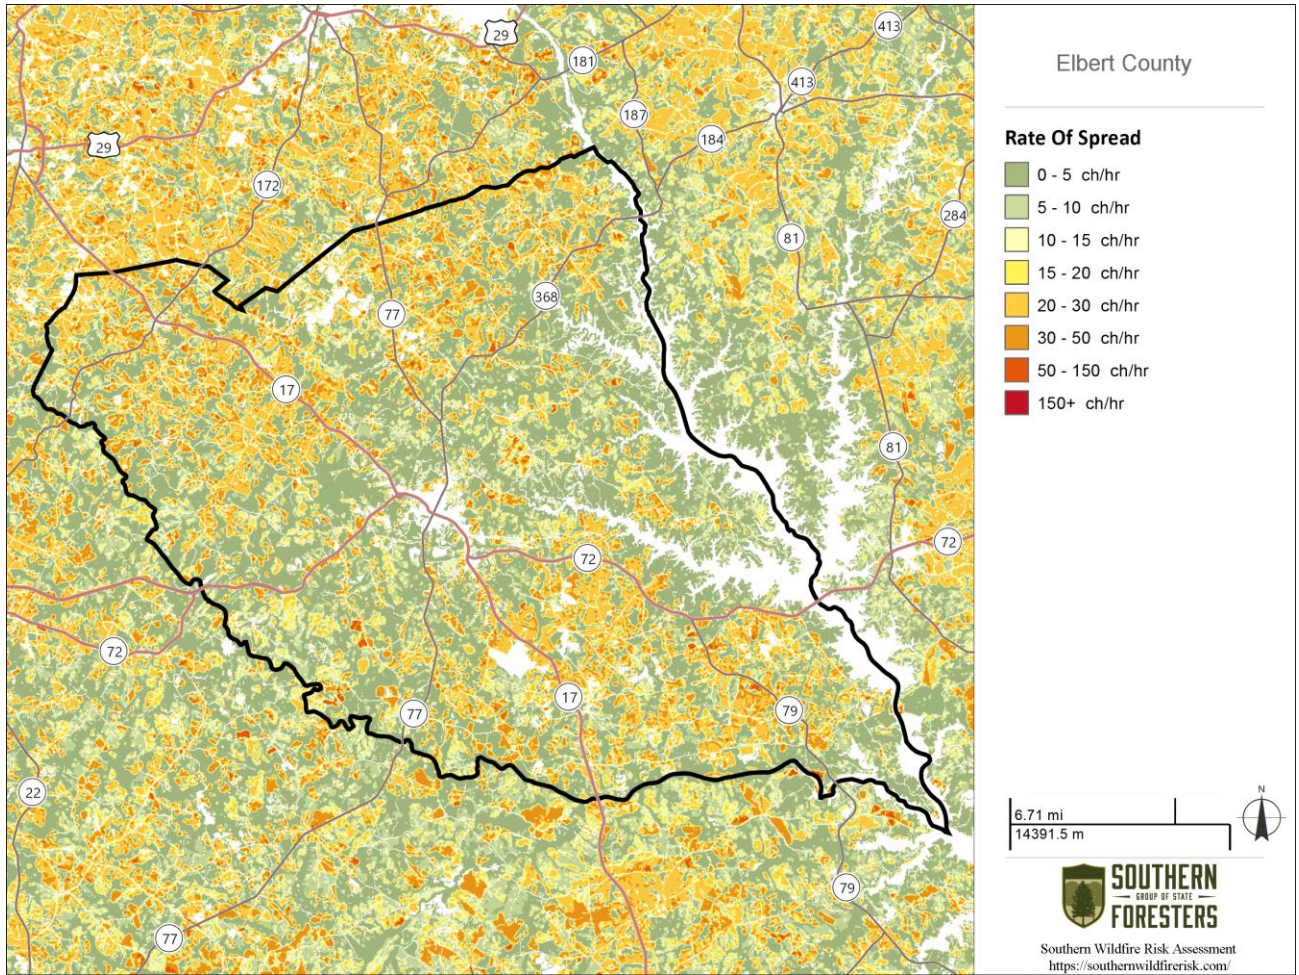 29
181
413
413
187
184
29
172
284
81
77
368
17
81
72
72
72
17
79
77
22
79
77
Elbert County
Rate Of Spread
0 - 5 ch/hr
5 - 10 ch/hr
10 - 15 ch/hr
15 - 20 ch/hr
20 - 30 ch/hr
30 - 50 ch/hr
50 - 150 ch/hr
150+ ch/hr
N
6.71 mi
14391.5 m
SOUTHERN
GROUP OF STATE
FORESTERS
Southern Wildfire Risk Assessment
https://southernwildfirerisk.com/